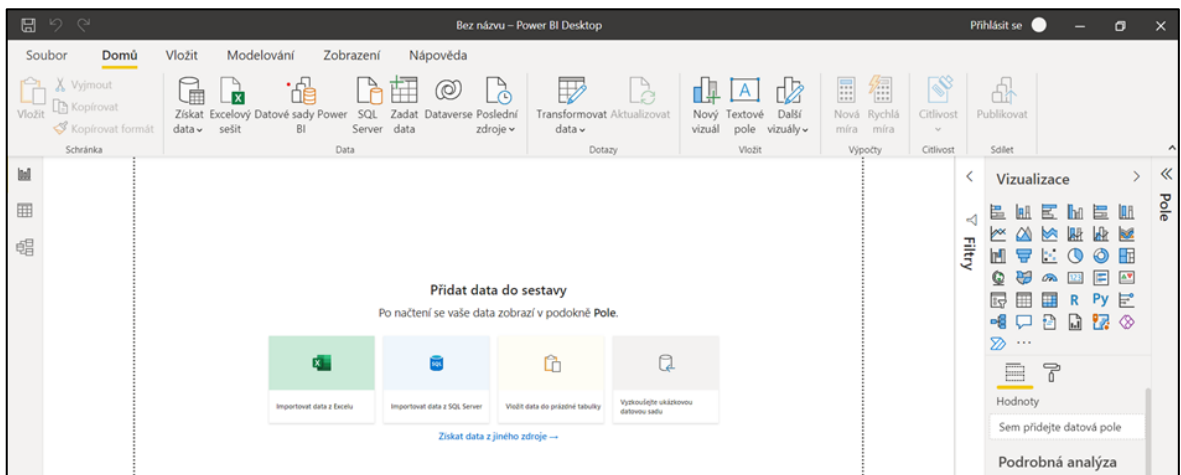 Bez názvu – Power BI Desktop
Přihlásit se
Soubor Domů Vložit Modelování Zobrazení Nápověda
Vložit
Vyjmout
Kopírovat
Kopírovat formát
Schránka
Získat data
Excelový sešit
Datové sady Power BI
SQL Server
Zadat data
Dataverse
Poslední zdroje
Data
Transformovat data
Aktualizovat
Dotazy
Nový vizuál
Textové pole
A
Další vizuály
Vložit
Nová míra
Rychlá míra
Výpočty
Citlivost
Citlivost
Publikovat
Sdílet
Přidat data do sestavy
Po načtení se vaše data zobrazí v podokně Pole.
Importovat data z Excelu
SQL
Importovat data z SQL Server
Vložit data do prázdné tabulky
Vyzkoušejte ukázkovou
datovou sadu
Získat data z jiného zdroje →
Filtry
Vizualizace
123
R Py
...
Hodnoty
Sem přidejte datová pole
Podrobná analýza
Pole